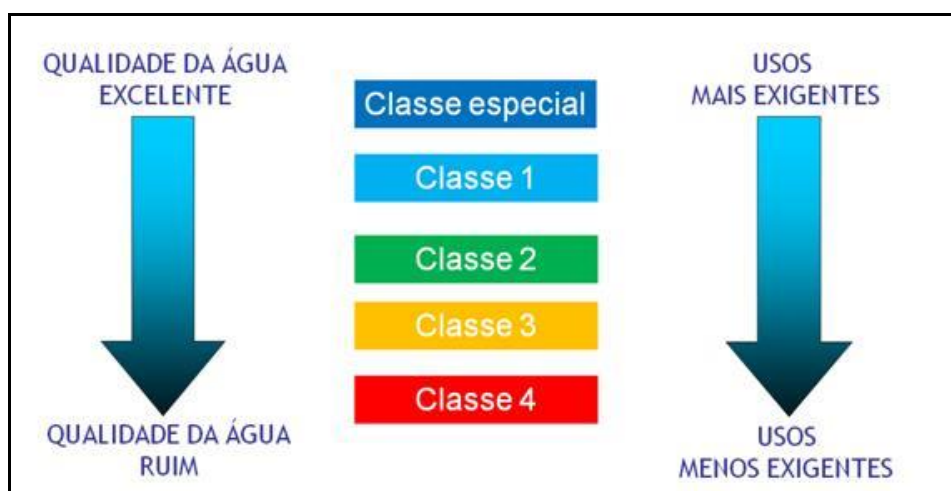 QUALIDADE DA ÁGUA
EXCELENTE
Classe especial
Classe 1
Classe 2
Classe 3
Classe 4
QUALIDADE DA ÁGUA
RUIM
USOS
MAIS EXIGENTES
USOS
MENOS EXIGENTES